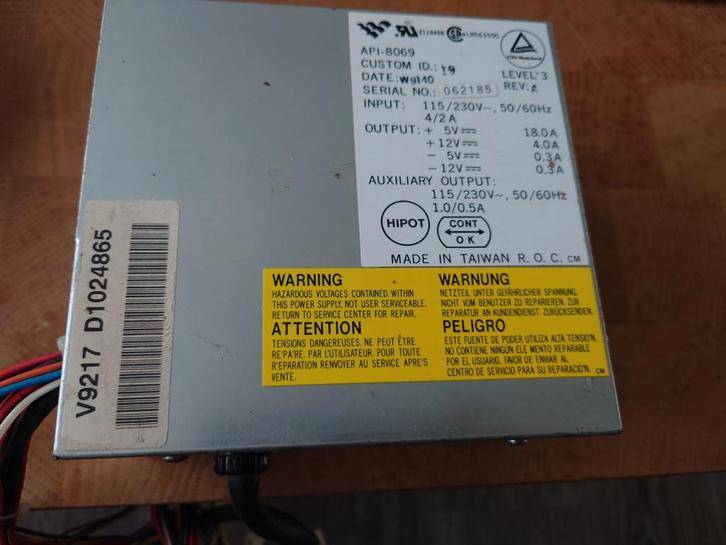 E118498 LR56355C
API-8069
CUSTOM ID.: 19
DATE: W9140
LEVEL 3
SERIAL NO.: 062185 REV:
INPUT: 115/230V~, 50/60Hz
4/2A
OUTPUT: + 5V 18.0A
+12V 4.0A
- 5V 0.3A
-12V 0.3A
AUXILIARY OUTPUT:
115/230V~, 50/60Hz
1.0/0.5A
HIPOT
CONT
OK
MADE IN TAIWAN R.O.C. CM
WARNING
HAZARDOUS VOLTAGES CONTAINED WITHIN
THIS POWER SUPPLY, NOT USER SERVICEABLE.
RETURN TO SERVICE CENTER FOR REPAIR.
ATTENTION
TENSIONS DANGEREUSES. NE PEUT ÊTRE
RE'PA'RE. PAR L'UTILISATEUR. POUR TOUTE
R'EPARATION RENVOYER AU SERVICE APRE'S
VENTE.
WARNUNG
NETZTEIL UNTER GEFÄHRLICHER SPANNUNG.
NICHT VOM BENUTZER ZU REPARIEREN. ZUR
REPARATUR AN KUNDENDIENST ZURÜCKSENDEN.
PELIGRO
ESTE FUENTE DE PODER UTILIZA ALTA TENSIO'N.
NO CONTIENE NINGÚN ELE MENTO REPARABLE
POR EL USUARIO. FAVOR DE ENVIAR AL
CENTRO DE SERVICIO PARA SU REPARACIO'N. CM
V9217 D1024865